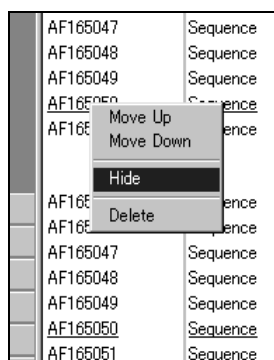 AF165047 Sequence
AF165048 Sequence
AF165049 Sequence
Move Up
Move Down
Hide
Delete
AF165047 Sequence
AF165048 Sequence
AF165049 Sequence
AF165050 Sequence
AF165051 Sequence